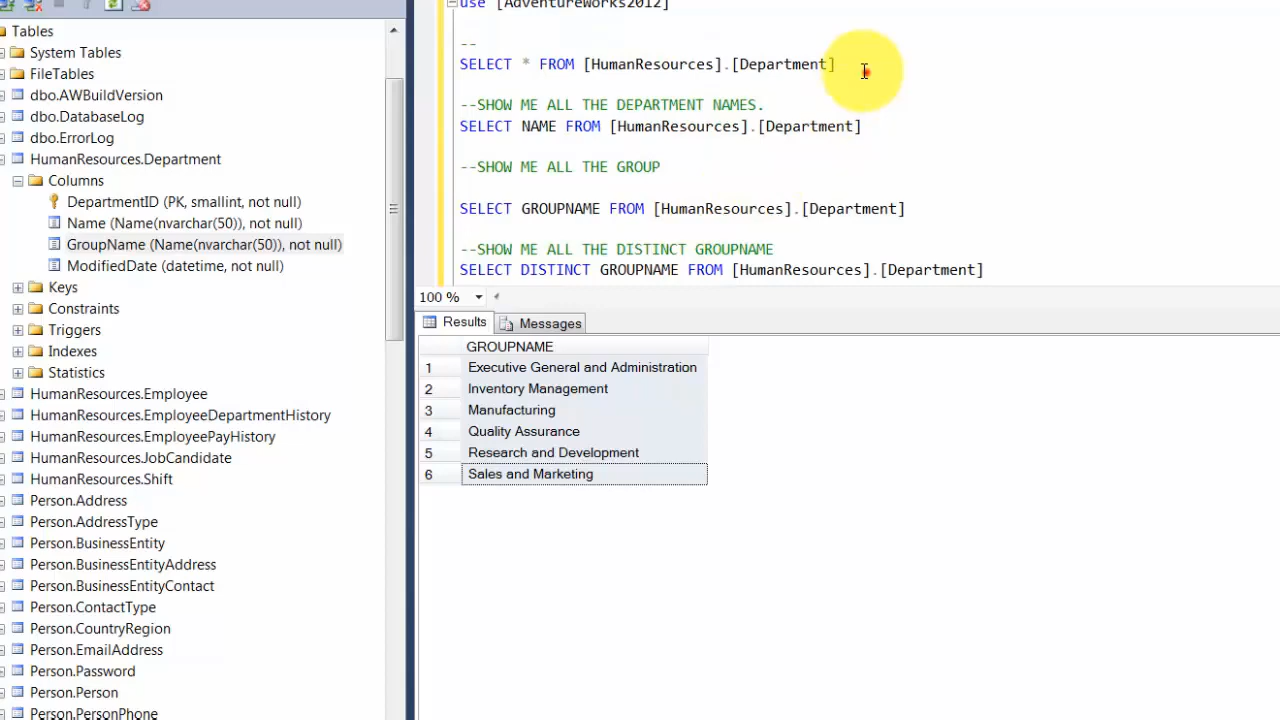 Tables
System Tables
FileTables
dbo.AWBuildVersion
dbo.DatabaseLog
dbo.ErrorLog
HumanResources.Department
Columns
DepartmentID (PK, smallint, not null)
Name (Name(nvarchar(50)), not null)
GroupName (Name(nvarchar(50)), not null)
ModifiedDate (datetime, not null)
Keys
Constraints
Triggers
Indexes
Statistics
HumanResources.Employee
HumanResources.EmployeeDepartmentHistory
HumanResources.EmployeePayHistory
HumanResources.JobCandidate
HumanResources.Shift
Person.Address
Person.AddressType
Person.BusinessEntity
Person.BusinessEntityAddress
Person.BusinessEntityContact
Person.ContactType
Person.CountryRegion
Person.EmailAddress
Person.Password
Person.Person
Person.PersonPhone
use [AdventureWorks2012]
--
SELECT * FROM [HumanResources].[Department]
--SHOW ME ALL THE DEPARTMENT NAMES.
SELECT NAME FROM [HumanResources].[Department]
--SHOW ME ALL THE GROUP
SELECT GROUPNAME FROM [HumanResources].[Department]
--SHOW ME ALL THE DISTINCT GROUPNAME
SELECT DISTINCT GROUPNAME FROM [HumanResources].[Department]
100 %
Results Messages
GROUPNAME
1 Executive General and Administration
2 Inventory Management
3 Manufacturing
4 Quality Assurance
5 Research and Development
6 Sales and Marketing